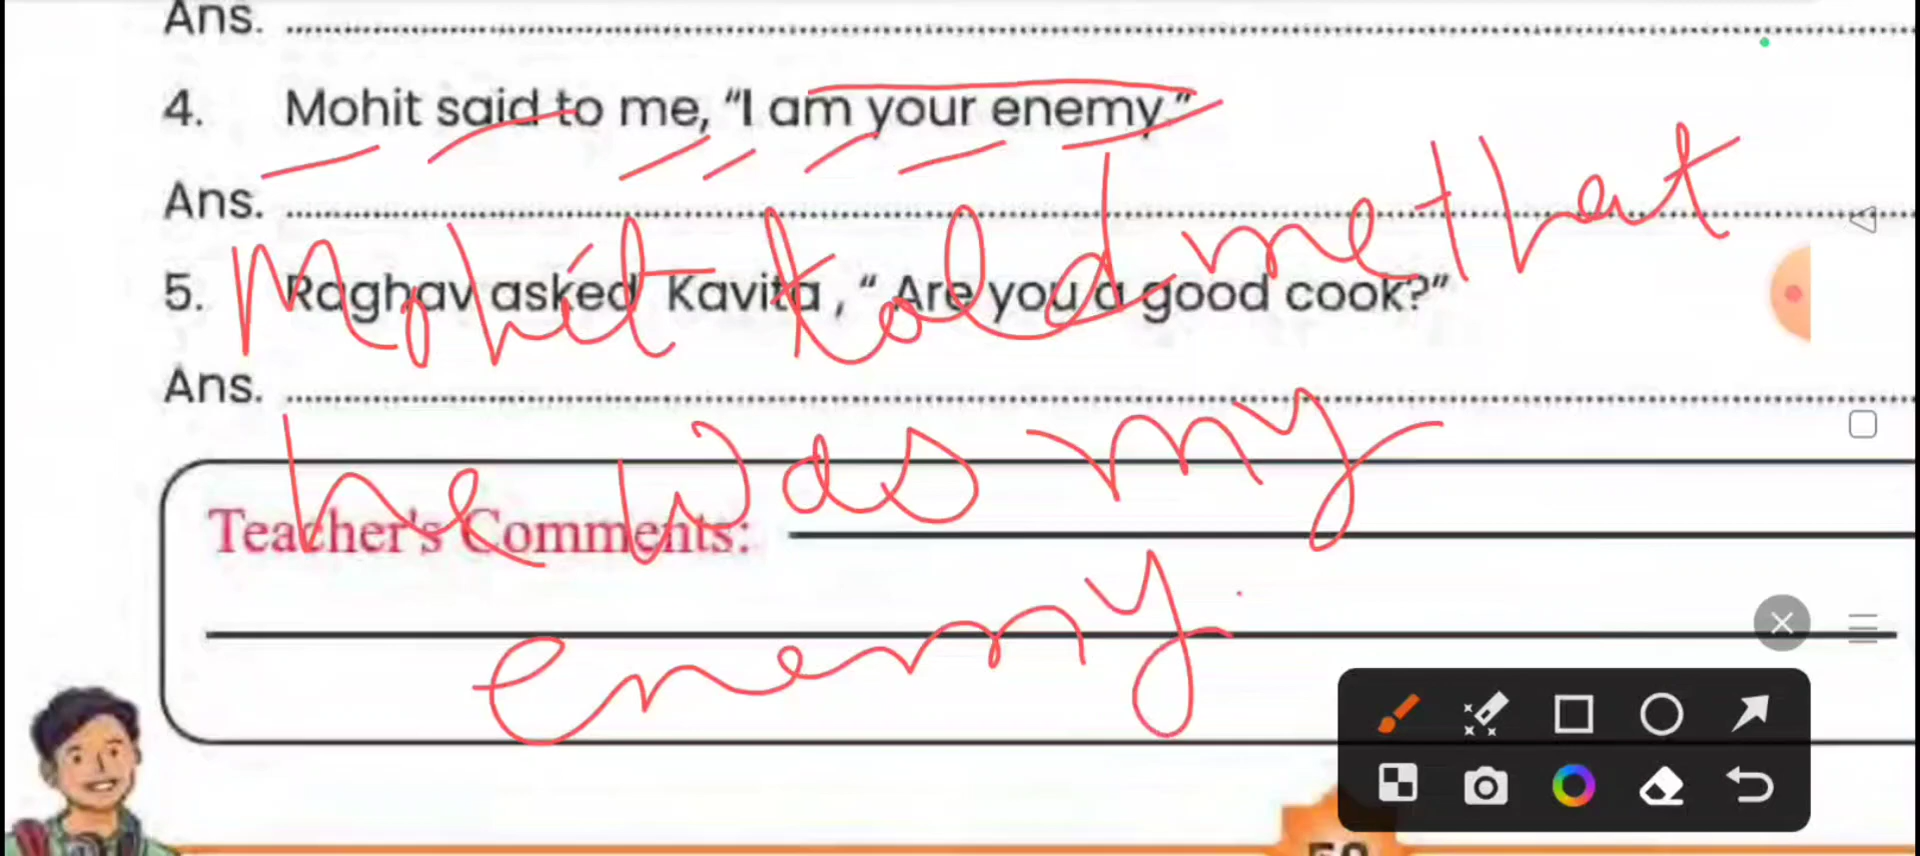 Ans.
4. Mohit said to me, “I am your enemy.”
Ans.
Mohit told me that
5. Raghav asked Kavita , “ Are you a good cook?”
Ans.
he was my
Teacher's Comments:
enemy.